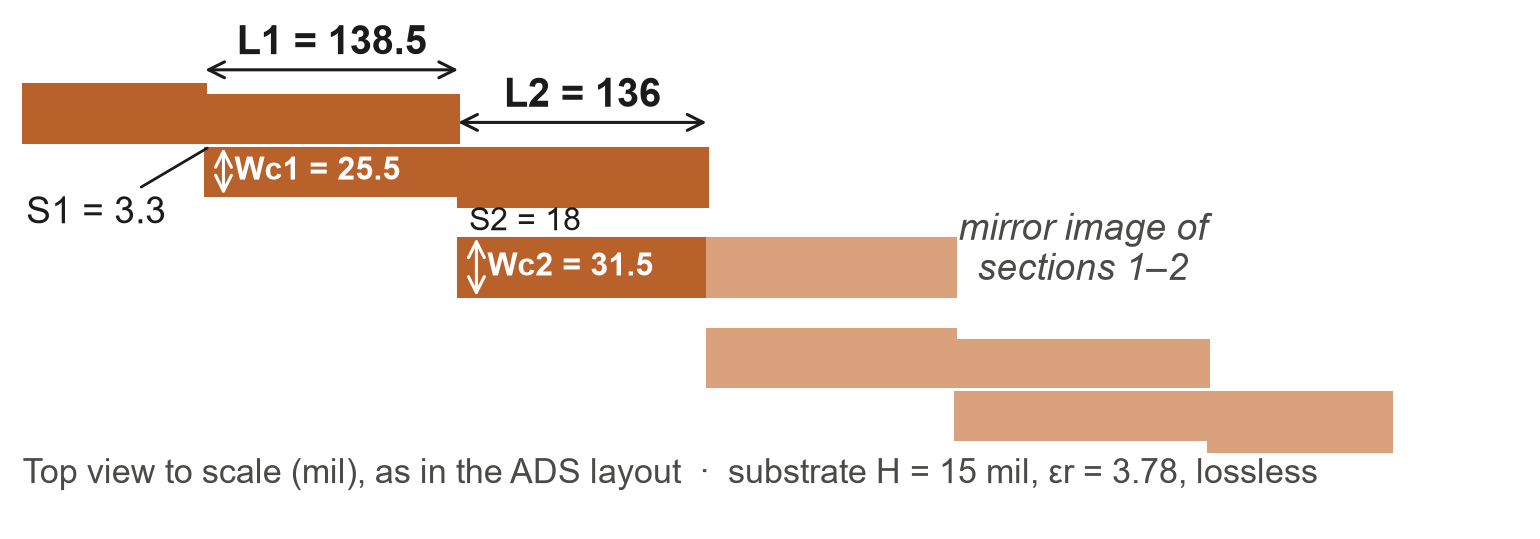 L1 = 138.5
L2 = 136
Wc1 = 25.5
S1 = 3.3
S2 = 18
mirror image of
sections 1–2
Wc2 = 31.5
Top view to scale (mil), as in the ADS layout · substrate H = 15 mil, εr = 3.78, lossless